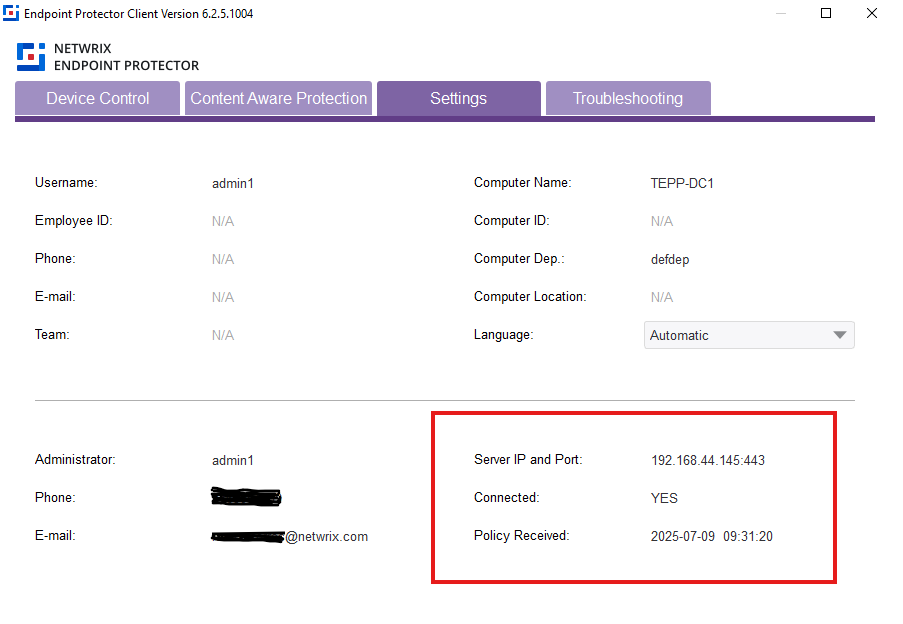 Endpoint Protector Client Version 6.2.5.1004
NETWRIX
ENDPOINT PROTECTOR
Device Control Content Aware Protection Settings Troubleshooting
Username: admin1 Computer Name: TEPP-DC1
Employee ID: N/A Computer ID: N/A
Phone: N/A Computer Dep.: defdep
E-mail: N/A Computer Location: N/A
Team: N/A Language: Automatic
Administrator: admin1 Server IP and Port: 192.168.44.145:443
Phone: Connected: YES
E-mail: @netwrix.com Policy Received: 2025-07-09 09:31:20